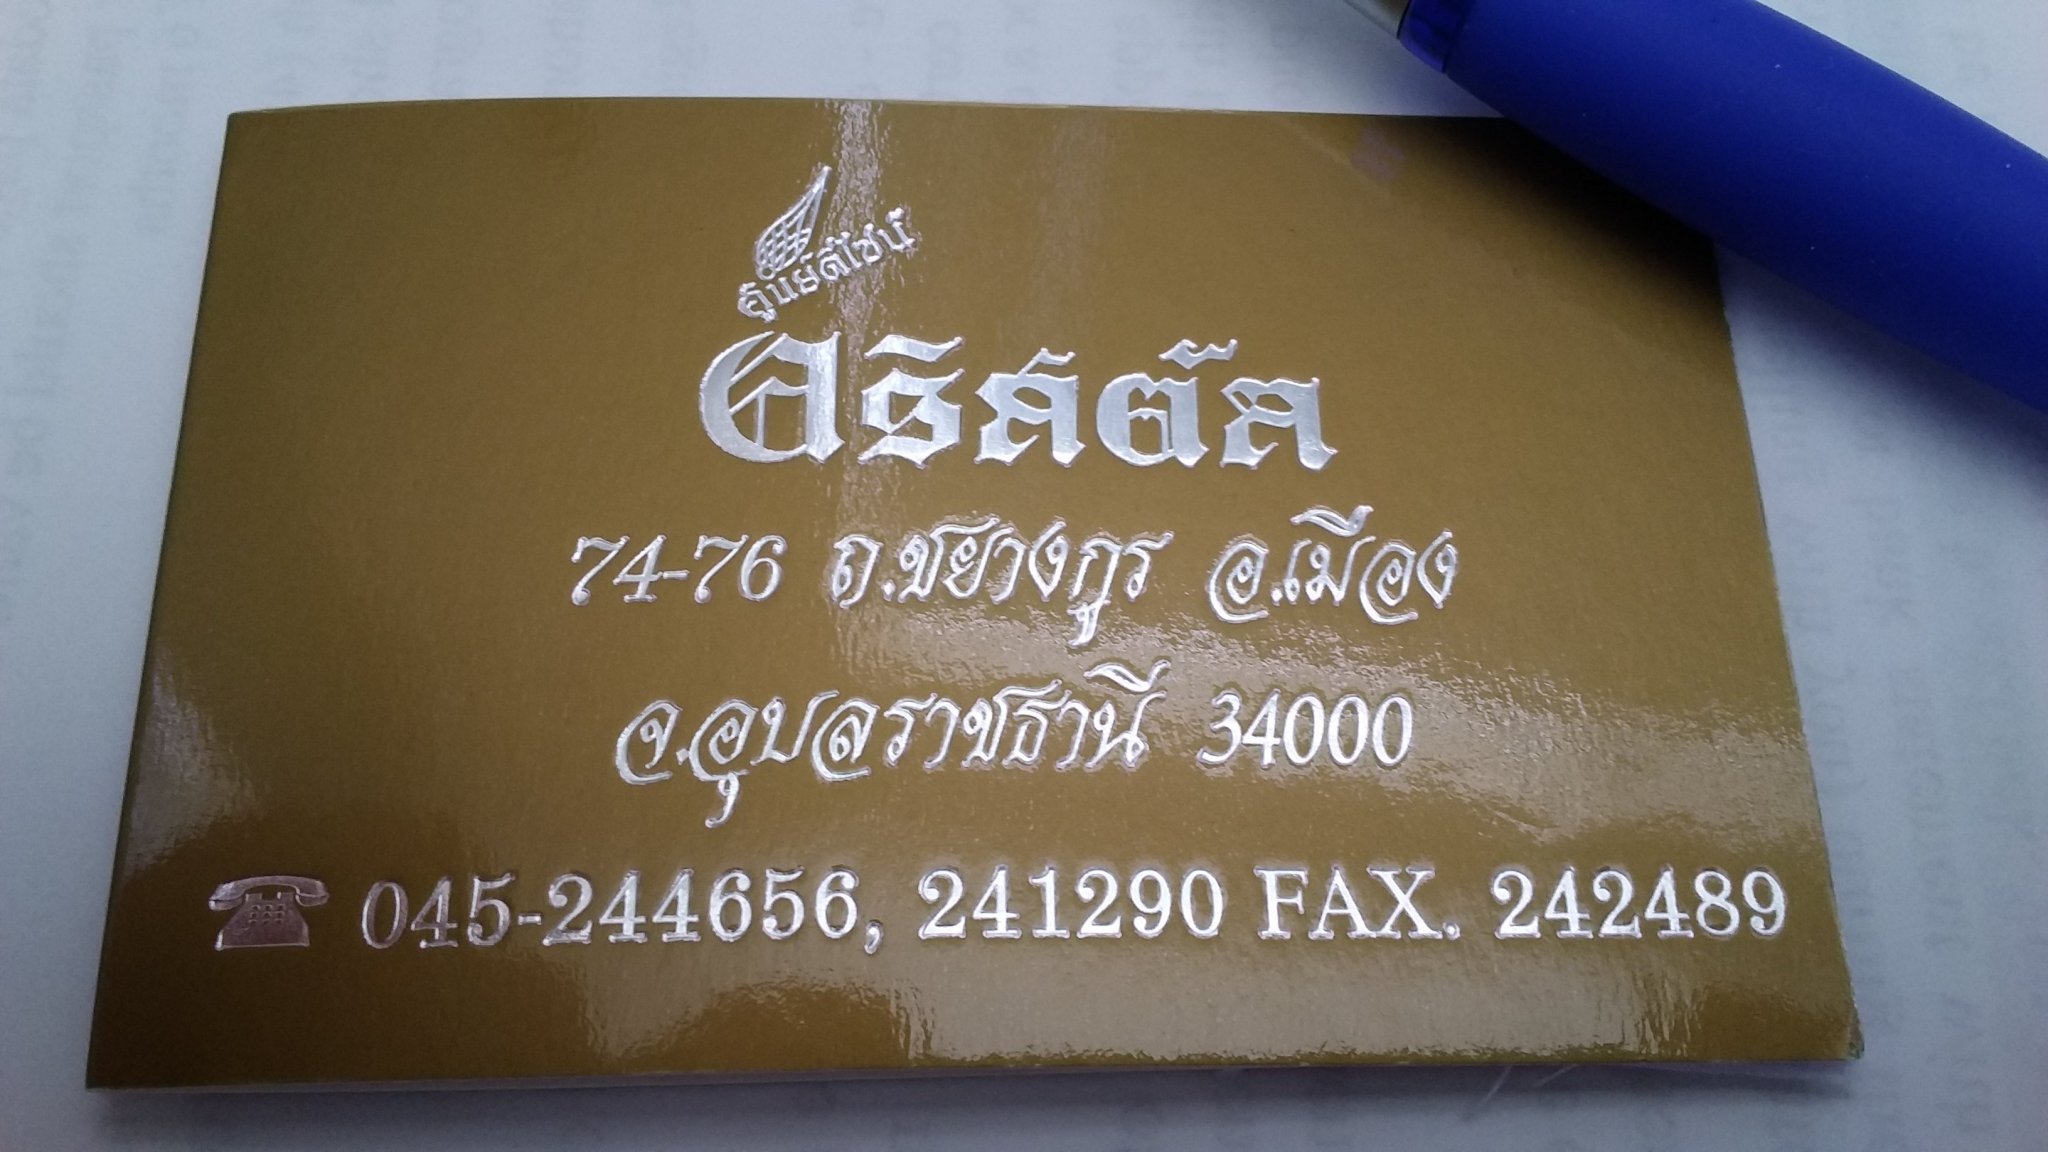 ศูนย์ดีไซน์
คริสตัล
74-76 ถ.ชยางกูร อ.เมือง
จ.อุบลราชธานี 34000
045-244656, 241290 FAX. 242489